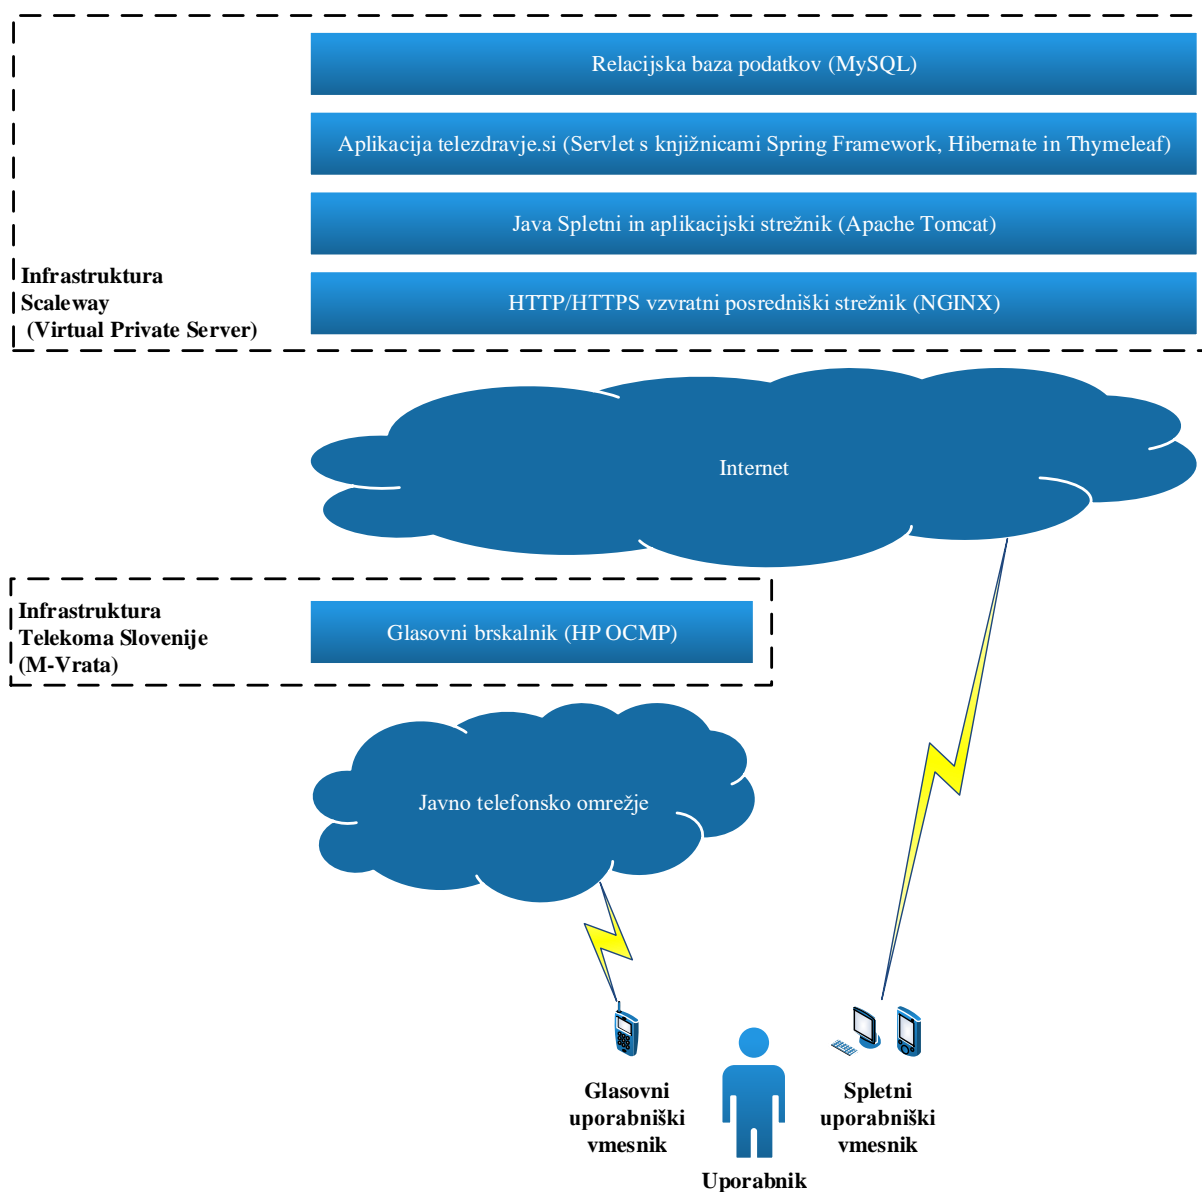 Relacijska baza podatkov (MySQL)
Aplikacija telezdravje.si (Servlet s knjižnicami Spring Framework, Hibernate in Thymeleaf)
Java Spletni in aplikacijski strežnik (Apache Tomcat)
HTTP/HTTPS vzvratni posredniški strežnik (NGINX)
Infrastruktura
Scaleway
(Virtual Private Server)
Internet
Infrastruktura
Telekoma Slovenije
(M-Vrata)
Glasovni brskalnik (HP OCMP)
Javno telefonsko omrežje
Glasovni
uporabniški
vmesnik
Uporabnik
Spletni
uporabniški
vmesnik